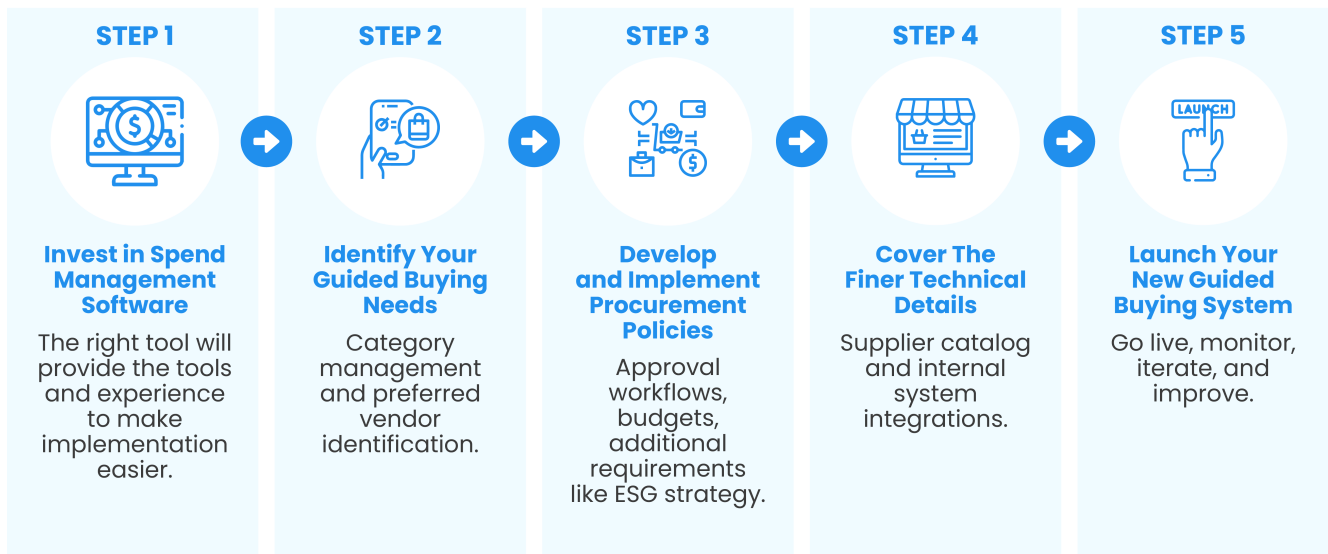 STEP 1
Invest in Spend
Management
Software
The right tool will
provide the tools
and experience
to make
implementation
easier.
STEP 2
Identify Your
Guided Buying
Needs
Category
management
and preferred
vendor
identification.
STEP 3
$
Develop
and Implement
Procurement
Policies
Approval
workflows,
budgets,
additional
requirements
like ESG strategy.
STEP 4
Cover The
Finer Technical
Details
Supplier catalog
and internal
system
integrations.
STEP 5
LAUNCH
Launch Your
New Guided
Buying System
Go live, monitor,
iterate, and
improve.